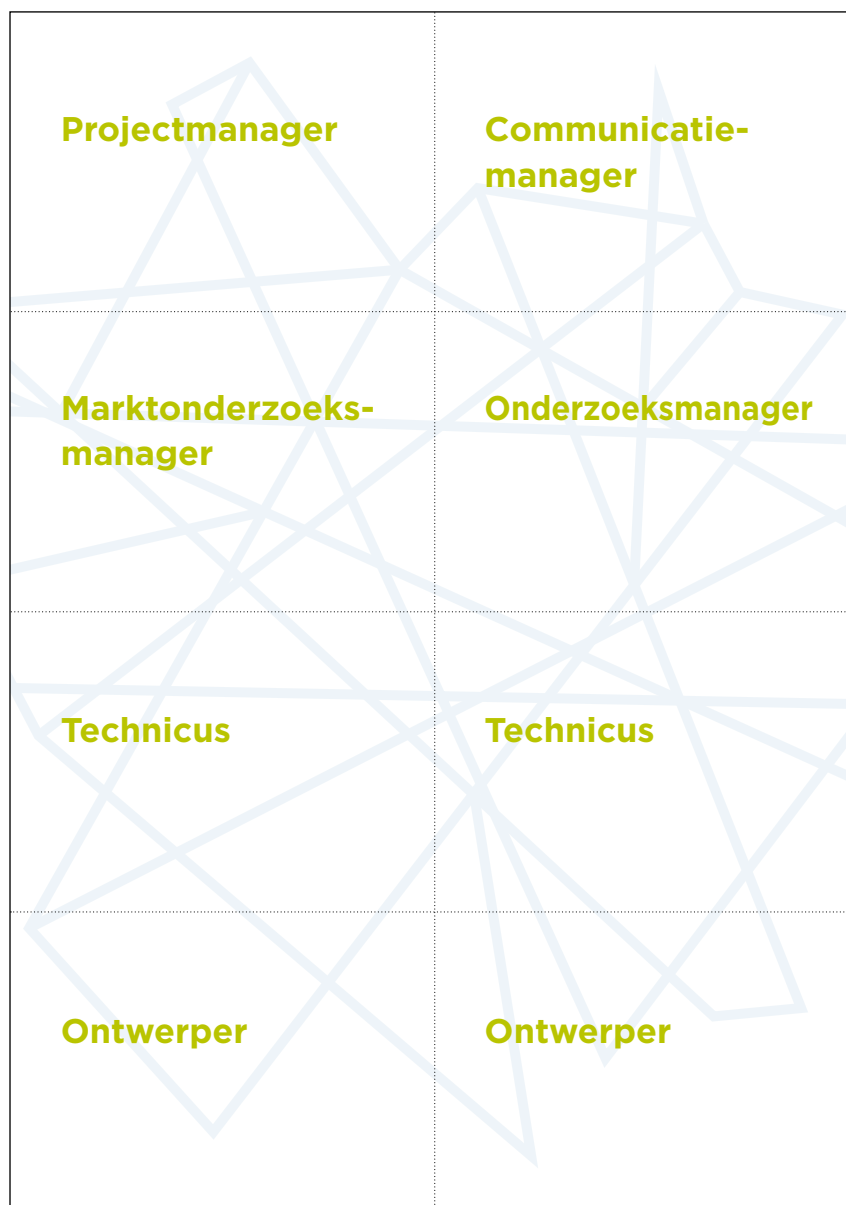 Projectmanager
Communicatie-
manager
Marktonderzoeks-
manager
Onderzoeksmanager
Technicus
Technicus
Ontwerper
Ontwerper